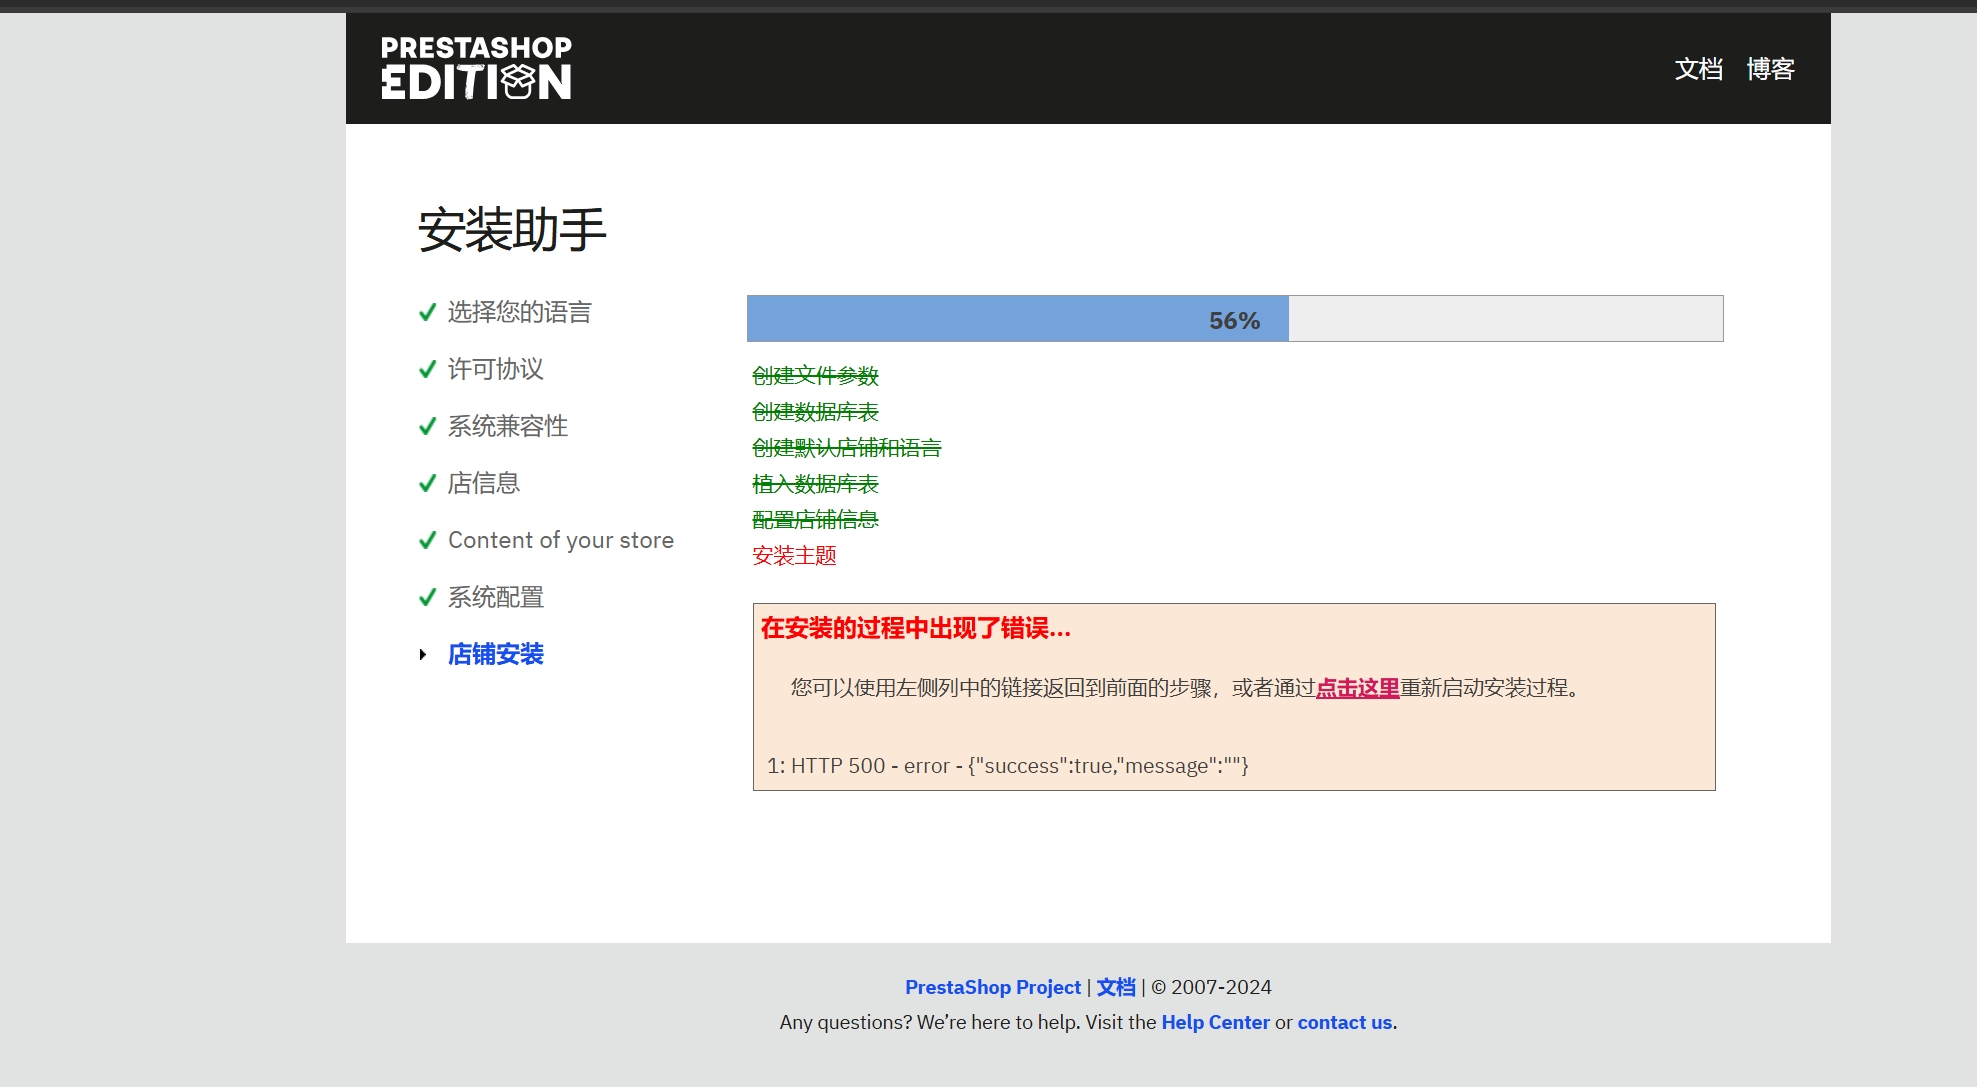 PRESTASHOP
EDITION
文档 博客
安装助手
选择您的语言
许可协议
系统兼容性
店信息
Content of your store
系统配置
店铺安装
56%
创建文件参数
创建数据库表
创建默认店铺和语言
植入数据库表
配置店铺信息
安装主题
在安装的过程中出现了错误...
您可以使用左侧列中的链接返回到前面的步骤，或者通过点击这里重新启动安装过程。
1: HTTP 500 - error - {"success":true,"message":""}
PrestaShop Project | 文档 | © 2007-2024
Any questions? We’re here to help. Visit the Help Center or contact us.